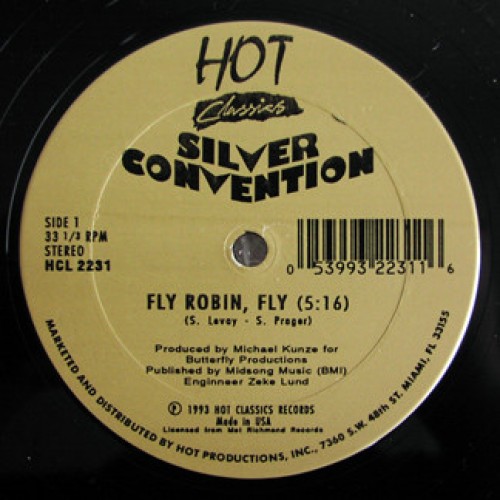 HOT
Classics
SILVER
CONVENTION
SIDE 1
33 1/3 RPM
STEREO
HCL 2231
0 53993 22311 6
FLY ROBIN, FLY (5:16)
(S. Levay - S. Prager)
Produced by Michael Kunze for
Butterfly Productions
Published by Midsong Music (BMI)
Enginneer Zeke Lund
Ⓟ 1993 HOT CLASSICS RECORDS
Made in USA
Licensed from Hot Richmond Records
MARKETED AND DISTRIBUTED BY HOT PRODUCTIONS, INC., 7360 S.W. 48th ST. MIAMI, FL 33155